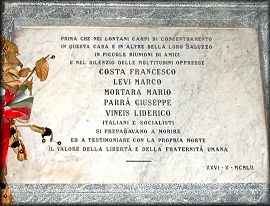 PRIMA CHE NEI LONTANI CAMPI DI CONCENTRAMENTO
IN QUESTA CASA E IN ALTRE DELLA LORO SALUZZO
IN PICCOLE RIUNIONI DI AMICI
E NEL SILENZIO DELLE MOLTITUDINI OPPRESSE
COSTA FRANCESCO
LEVI MARCO
MORTARA MARIO
PARRÀ GIUSEPPE
VINEIS LIDERICO
ITALIANI E SOCIALISTI
SI PREPARAVANO A MORIRE
ED A TESTIMONIARE CON LA PROPRIA MORTE
IL VALORE DELLA LIBERTÀ E DELLA FRATERNITÀ UMANA
XXVI - X - MCMLII